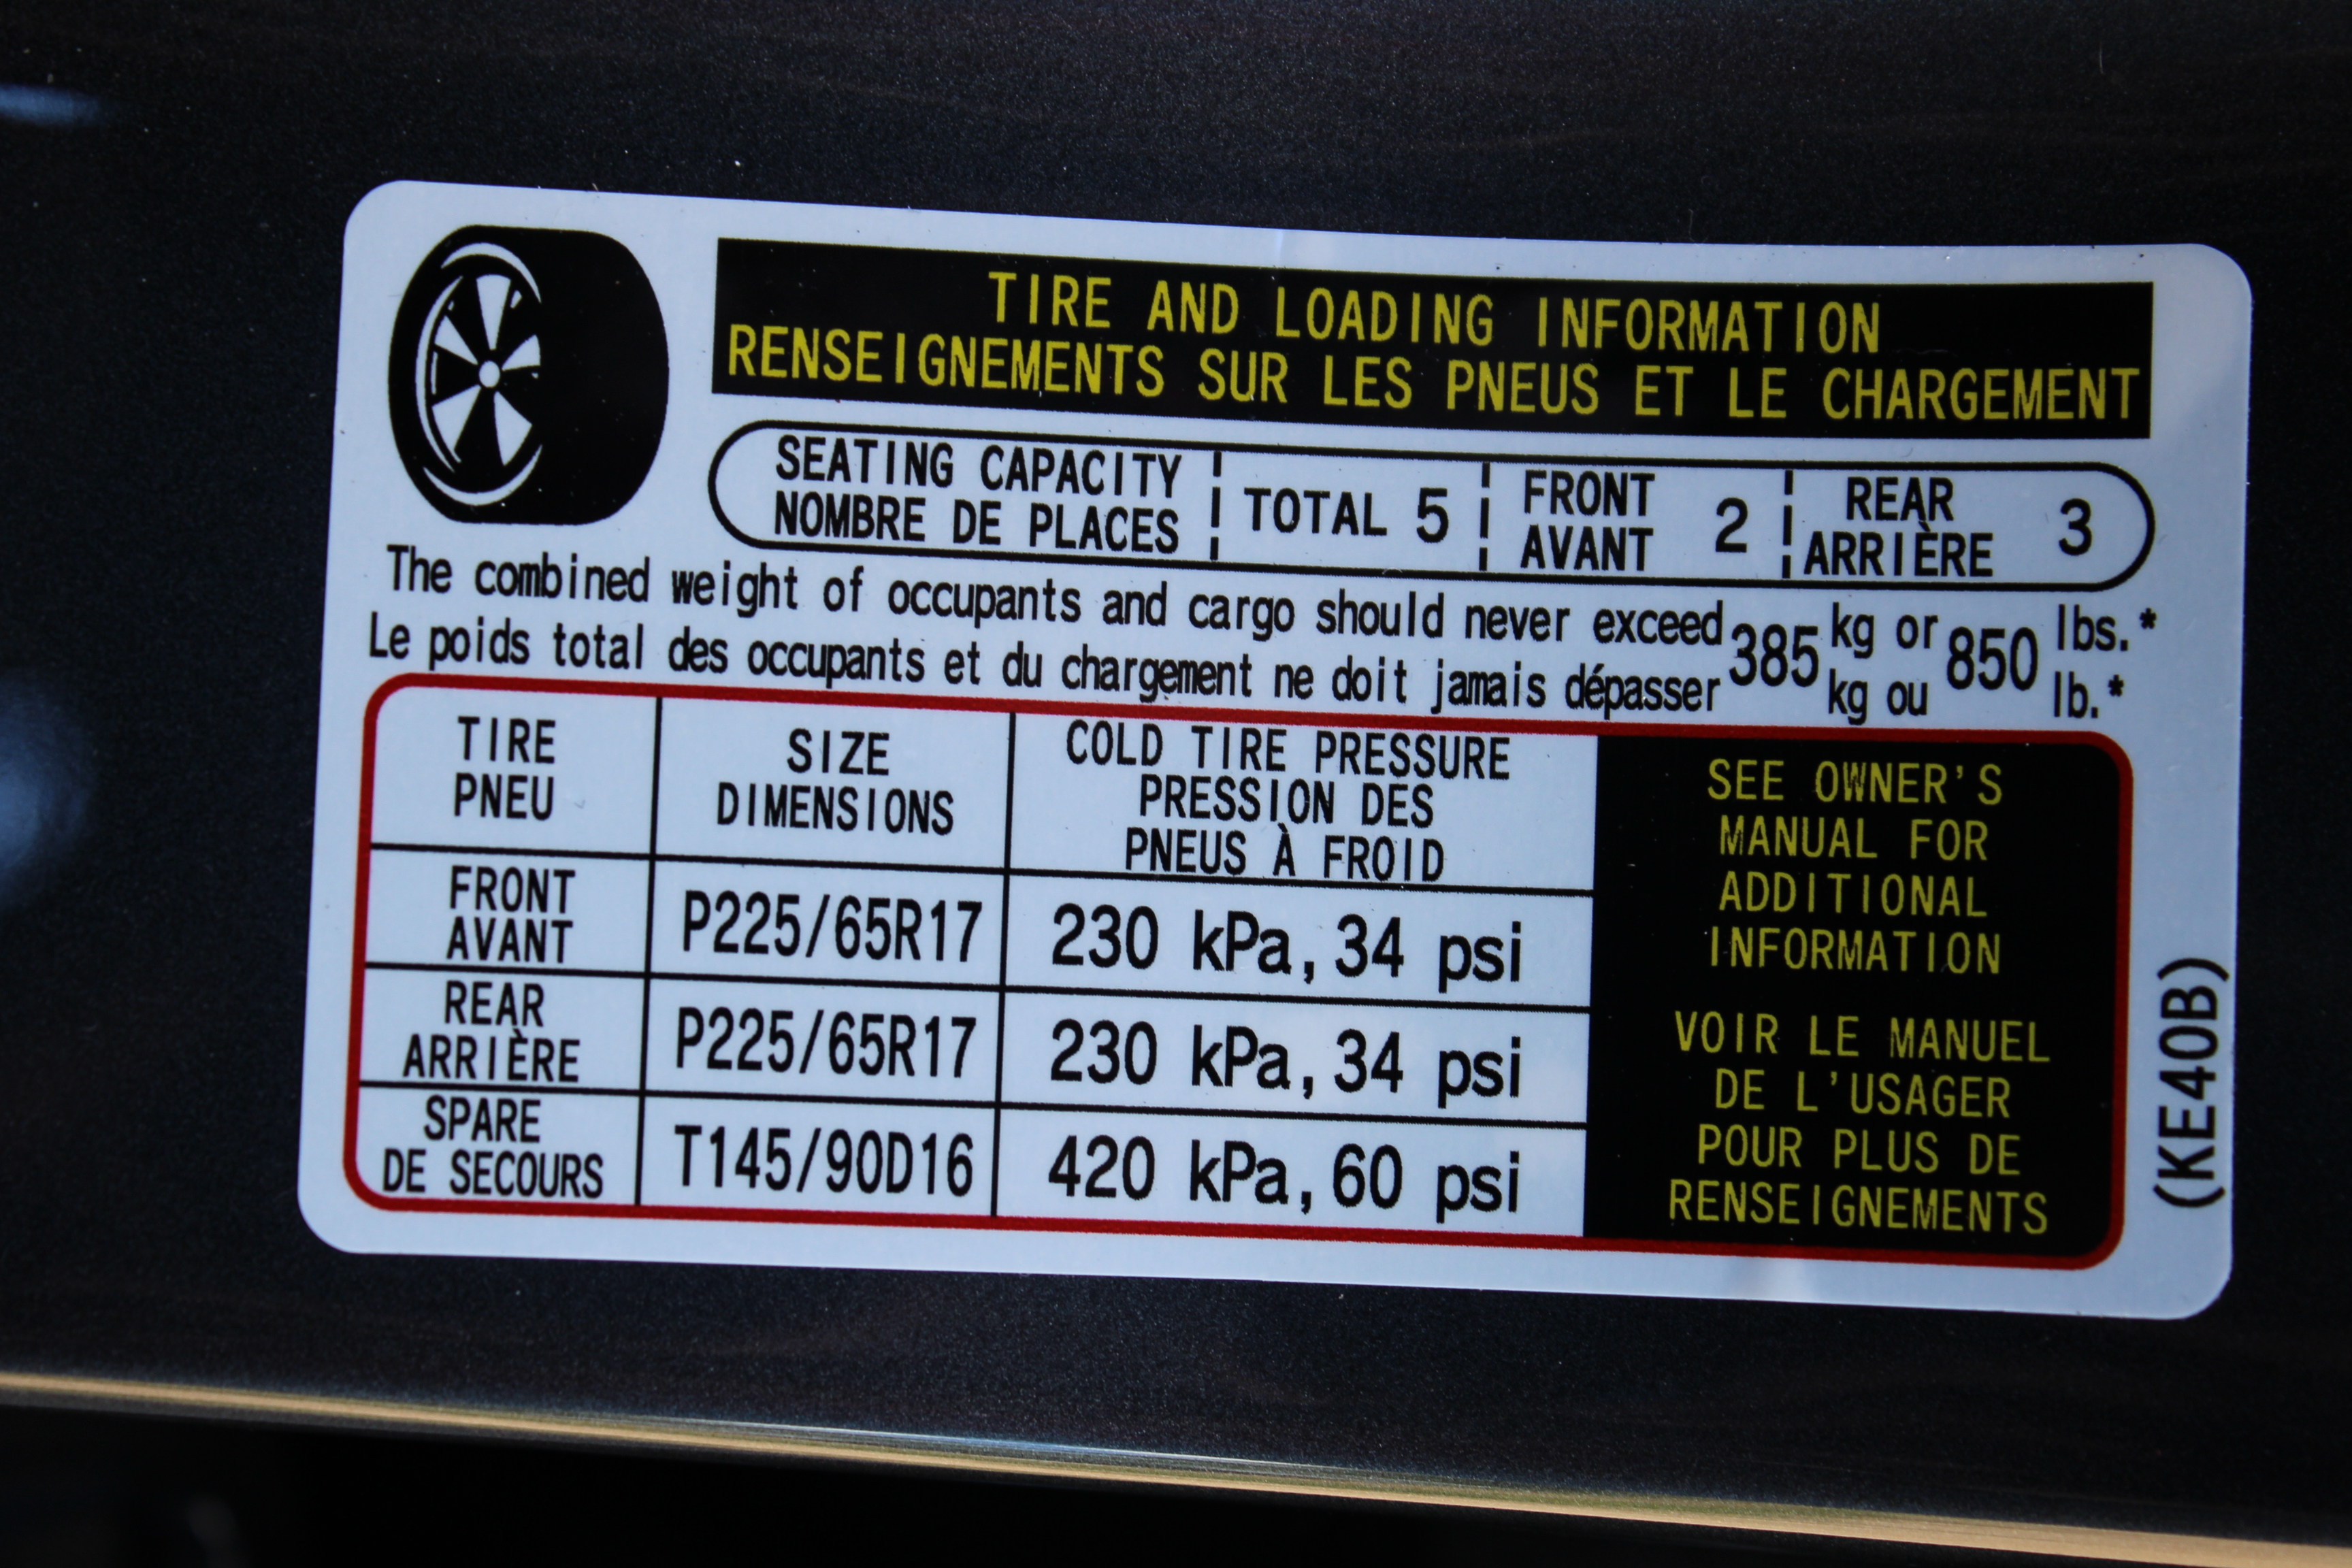 TIRE AND LOADING INFORMATION
RENSEIGNEMENTS SUR LES PNEUS ET LE CHARGEMENT
SEATING CAPACITY
NOMBRE DE PLACES
TOTAL 5
FRONT
AVANT
2
REAR
ARRIÈRE
3
The combined weight of occupants and cargo should never exceed 385 kg or 850 lbs.*
Le poids total des occupants et du chargement ne doit jamais dépasser 385 kg ou 850 lb.*
TIRE
PNEU
SIZE
DIMENSIONS
COLD TIRE PRESSURE
PRESSION DES
PNEUS À FROID
FRONT
AVANT
P225/65R17
230 kPa, 34 psi
REAR
ARRIÈRE
P225/65R17
230 kPa, 34 psi
SPARE
DE SECOURS
T145/90D16
420 kPa, 60 psi
SEE OWNER'S
MANUAL FOR
ADDITIONAL
INFORMATION
VOIR LE MANUEL
DE L'USAGER
POUR PLUS DE
RENSEIGNEMENTS
(KE40B)